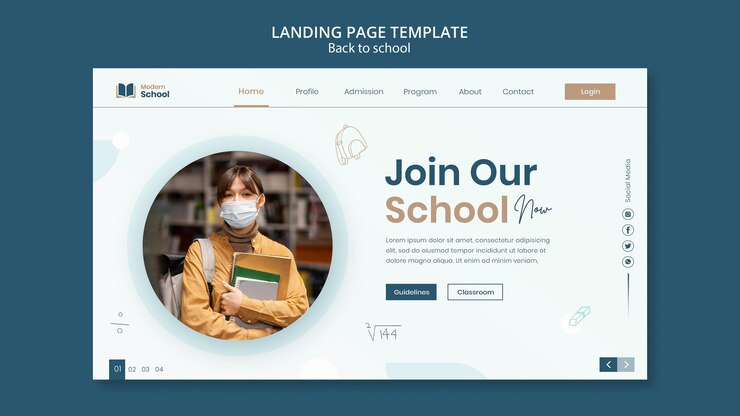 LANDING PAGE TEMPLATE
Back to school
Modern
School
Home Profile Admission Program About Contact Login
Join Our
School Now
Lorem ipsum dolor sit amet, consectetur adipiscing
elit, sed do eiusmod tempor incididunt ut labore et
dolore magna aliqua. Ut enim ad minim veniam,
Guidelines Classroom
Social Media
2√144
01 02 03 04